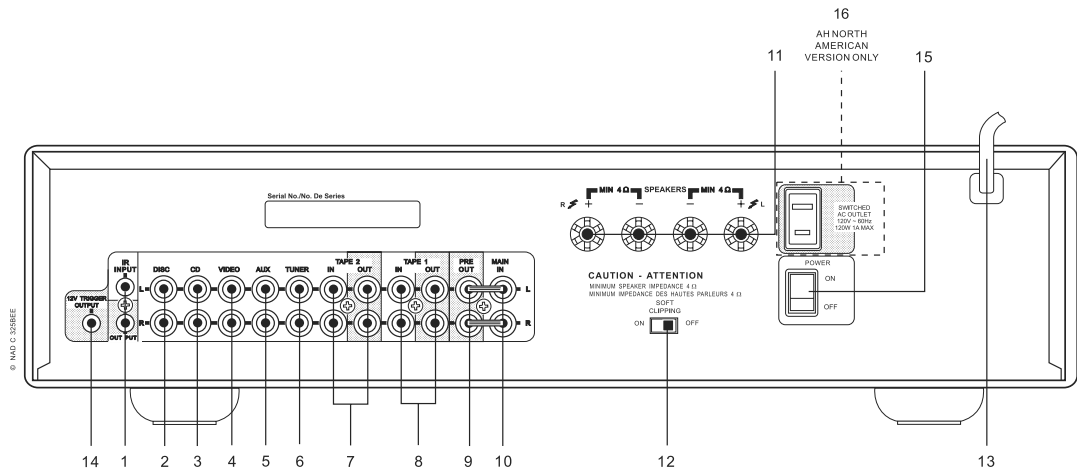 16
AH NORTH
AMERICAN
VERSION ONLY
11
15
Serial No./No. De Series
R + MIN 4 Ω - SPEAKERS - MIN 4 Ω + L
SWITCHED
AC OUTLET
120V ~ 60Hz
120W 1A MAX.
POWER
ON
OFF
CAUTION - ATTENTION
MINIMUM SPEAKER IMPEDANCE 4 Ω
MINIMUM IMPEDANCE DES HAUTES PARLEURS 4 Ω
SOFT
CLIPPING
ON OFF
IR
INPUT
OUTPUT
12V TRIGGER
OUTPUT
DISC CD VIDEO AUX TUNER
TAPE 2
IN OUT
TAPE 1
IN OUT
PRE
OUT
MAIN
IN
L L
R R
© NAD C 325BEE
14 1 2 3 4 5 6 7 8 9 10 12 13